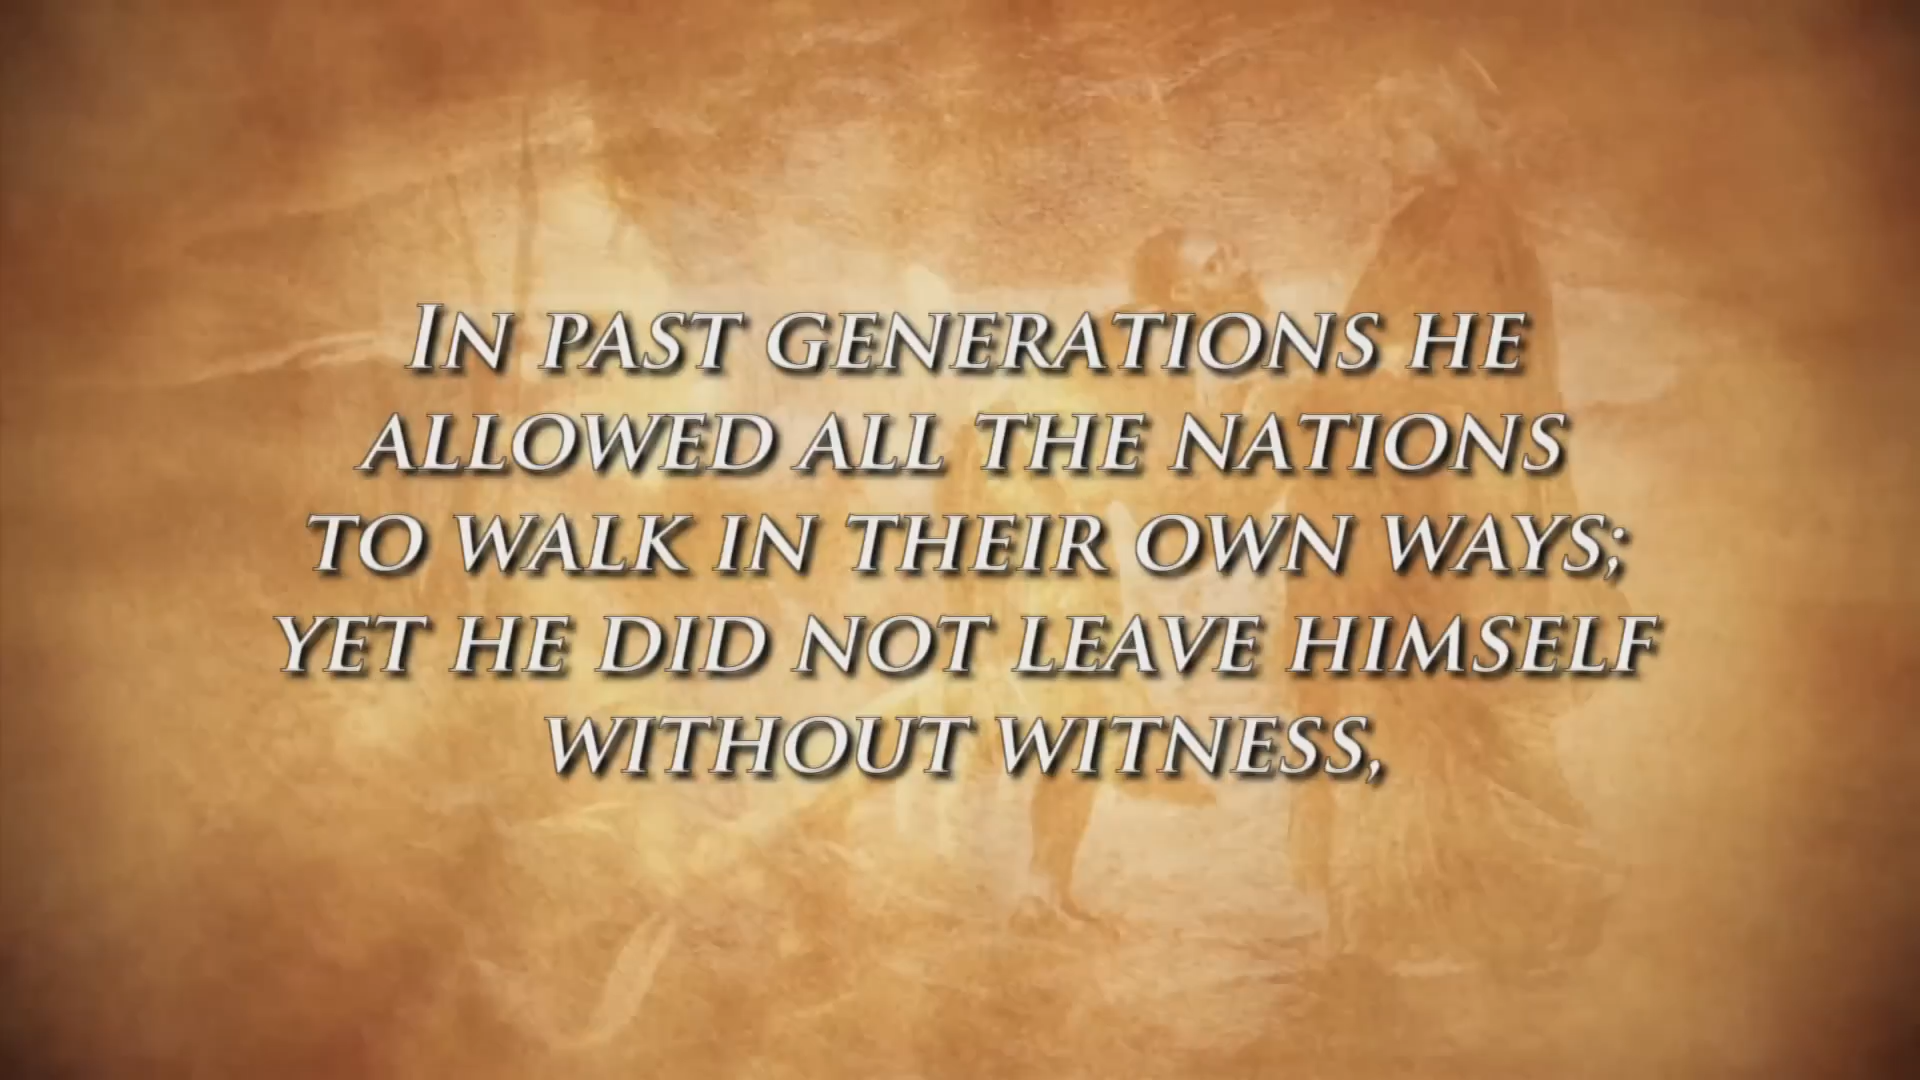 IN PAST GENERATIONS HE
ALLOWED ALL THE NATIONS
TO WALK IN THEIR OWN WAYS;
YET HE DID NOT LEAVE HIMSELF
WITHOUT WITNESS,